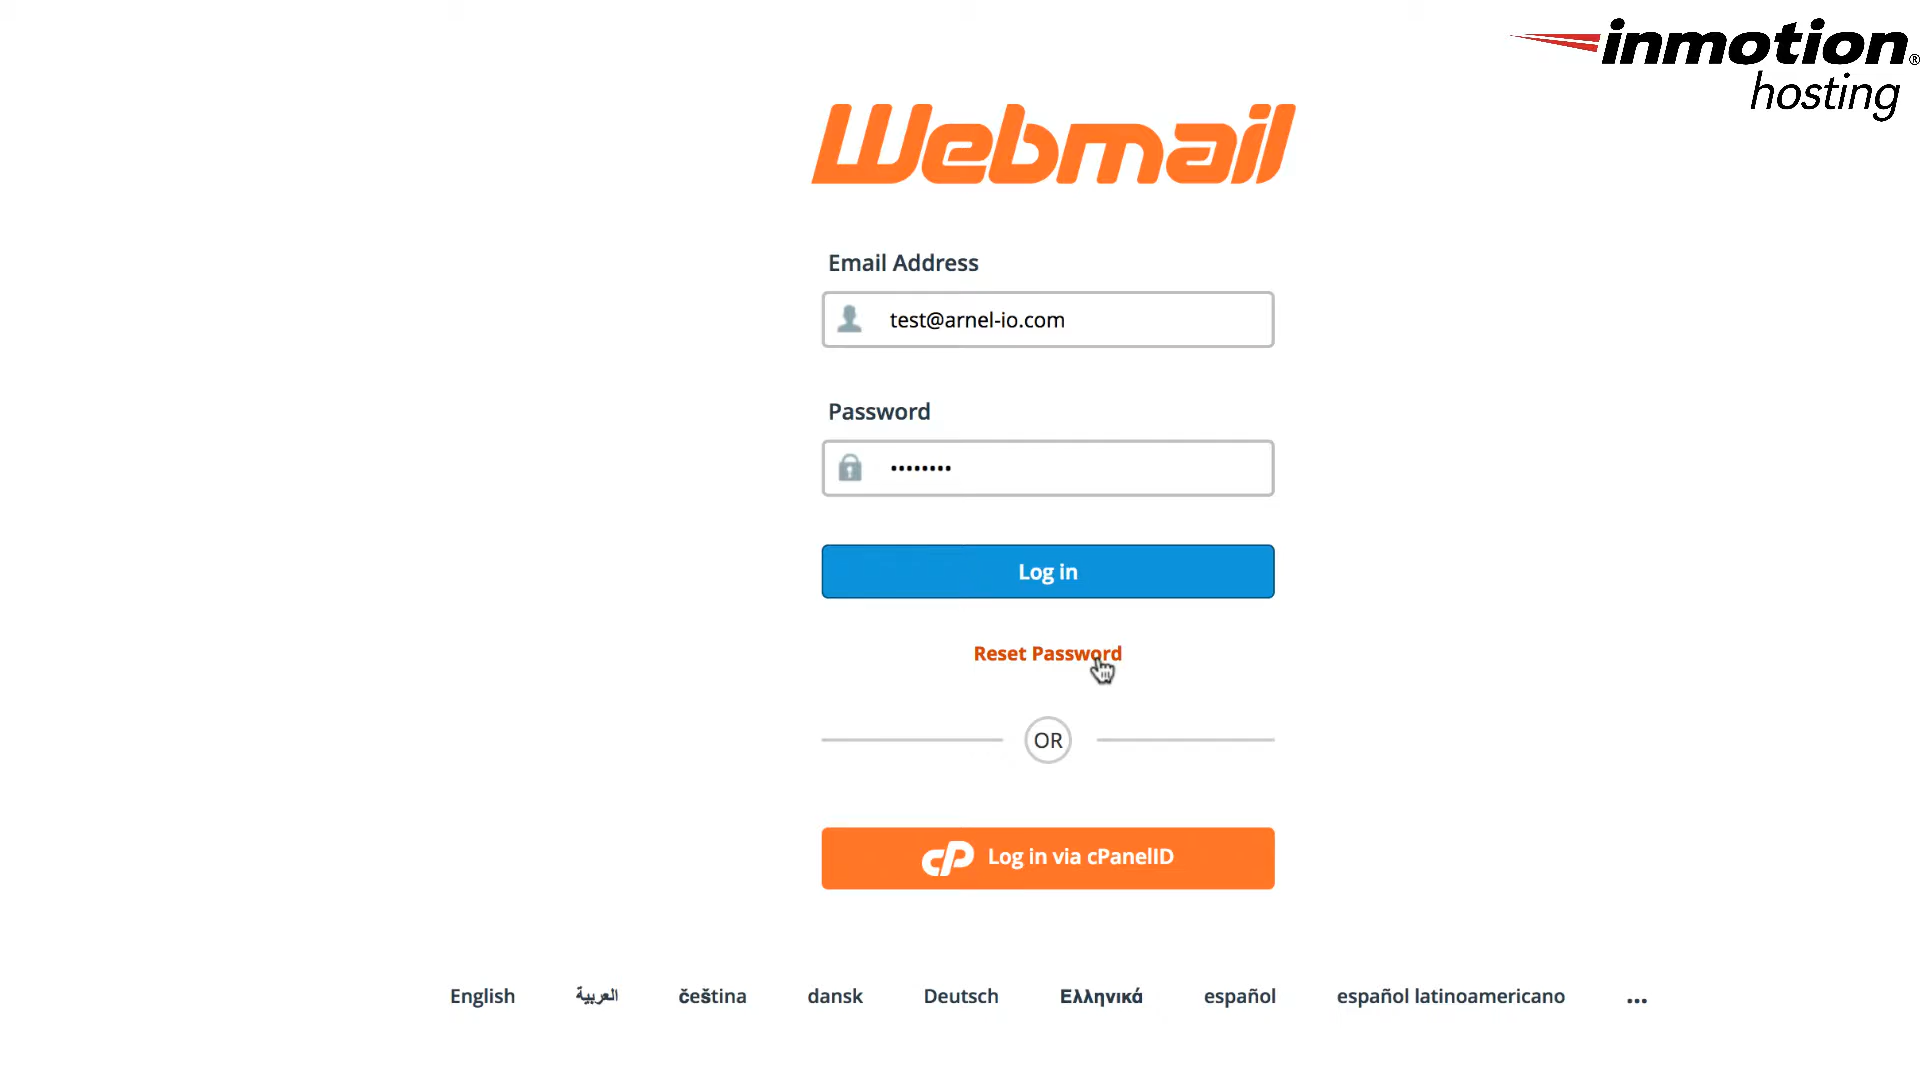 inmotion®
hosting
Webmail
Email Address
test@arnel-io.com
Password
••••••••
Log in
Reset Password
OR
cP Log in via cPanelID
English العربية čeština dansk Deutsch Ελληνικά español español latinoamericano ...